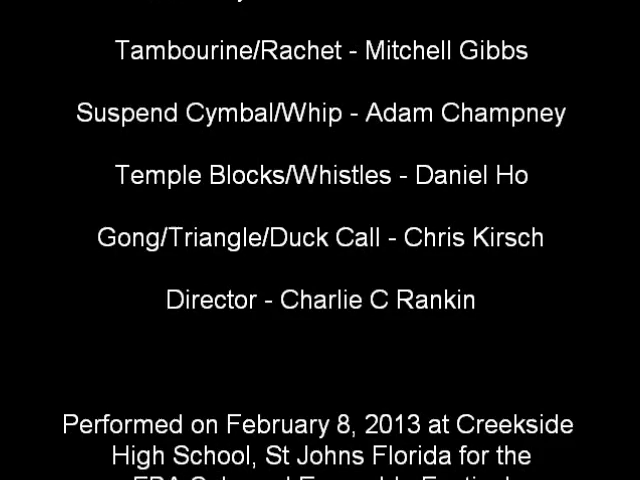 Tambourine/Rachet - Mitchell Gibbs
Suspend Cymbal/Whip - Adam Champney
Temple Blocks/Whistles - Daniel Ho
Gong/Triangle/Duck Call - Chris Kirsch
Director - Charlie C Rankin
Performed on February 8, 2013 at Creekside
High School, St Johns Florida for the